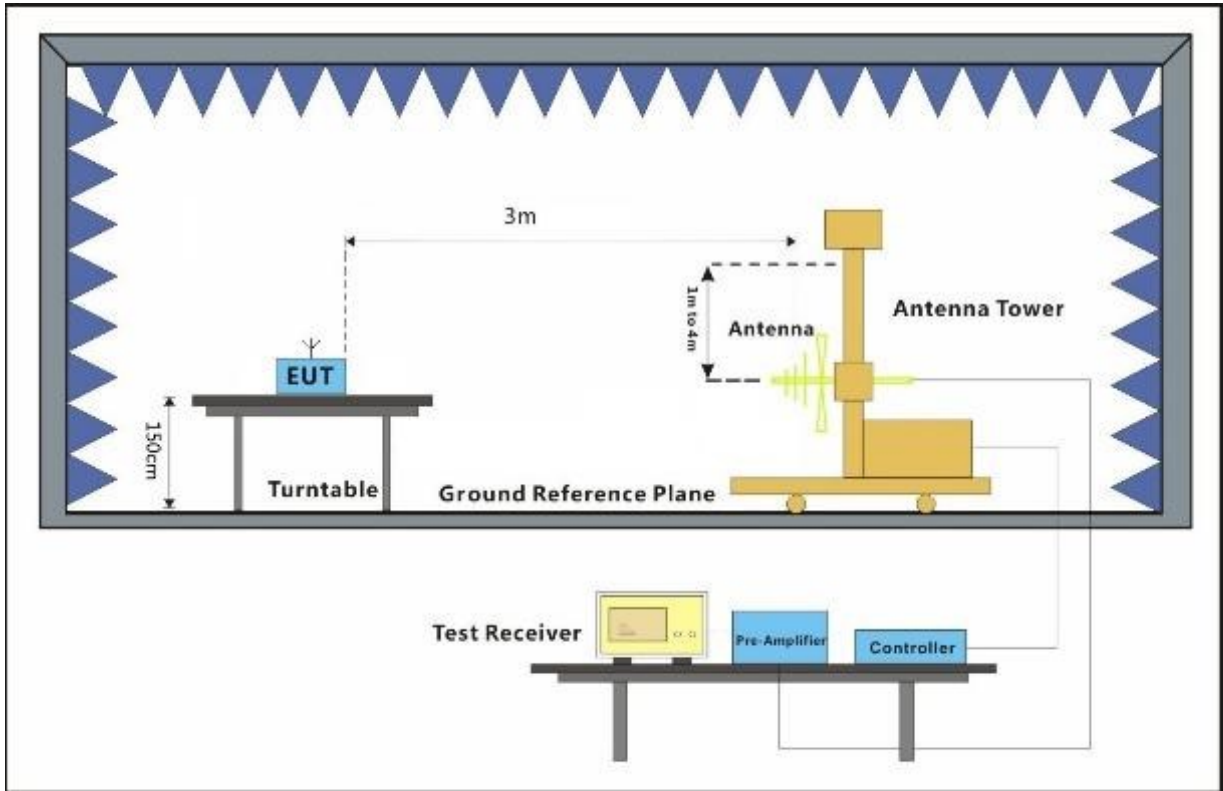 3m
1m to 4m
Antenna Tower
Antenna
EUT
150cm
Turntable
Ground Reference Plane
Test Receiver
Pre-Amplifier
Controller